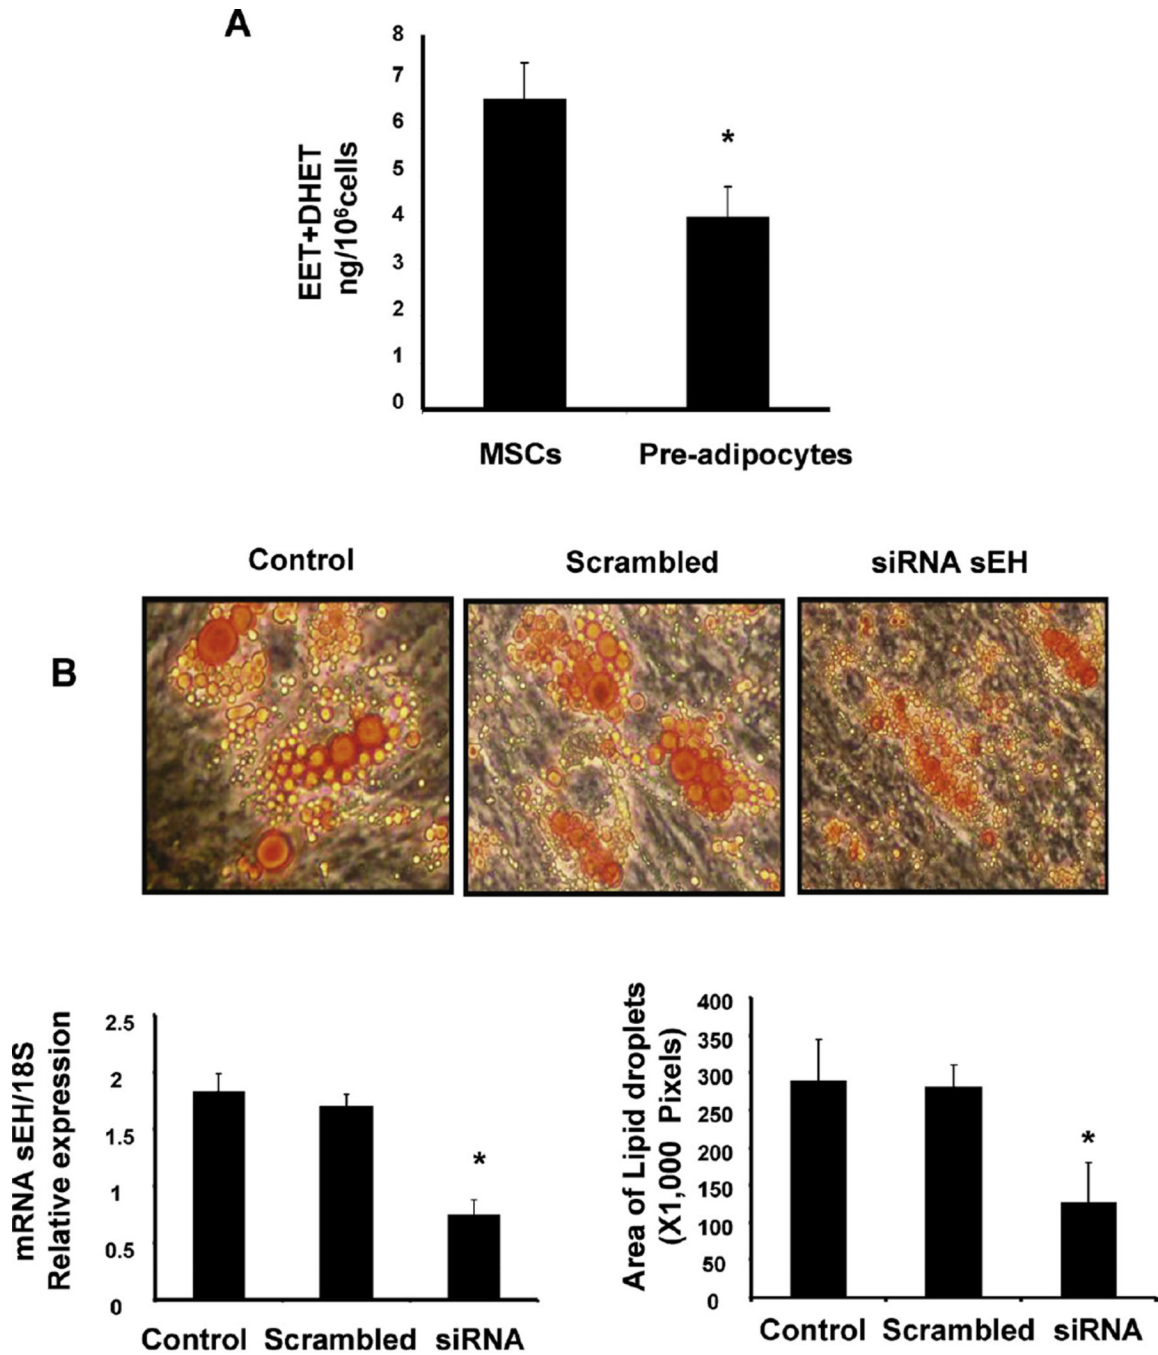 A
8
7
6
5
4
3
2
1
0
EET+DHET
ng/10⁶cells
*
MSCs Pre-adipocytes
B
Control Scrambled siRNA sEH
mRNA sEH/18S
Relative expression
2.5
2
1.5
1
0.5
0
*
Control Scrambled siRNA
Area of Lipid droplets
(X1,000 Pixels)
400
350
300
250
200
150
100
50
0
*
Control Scrambled siRNA